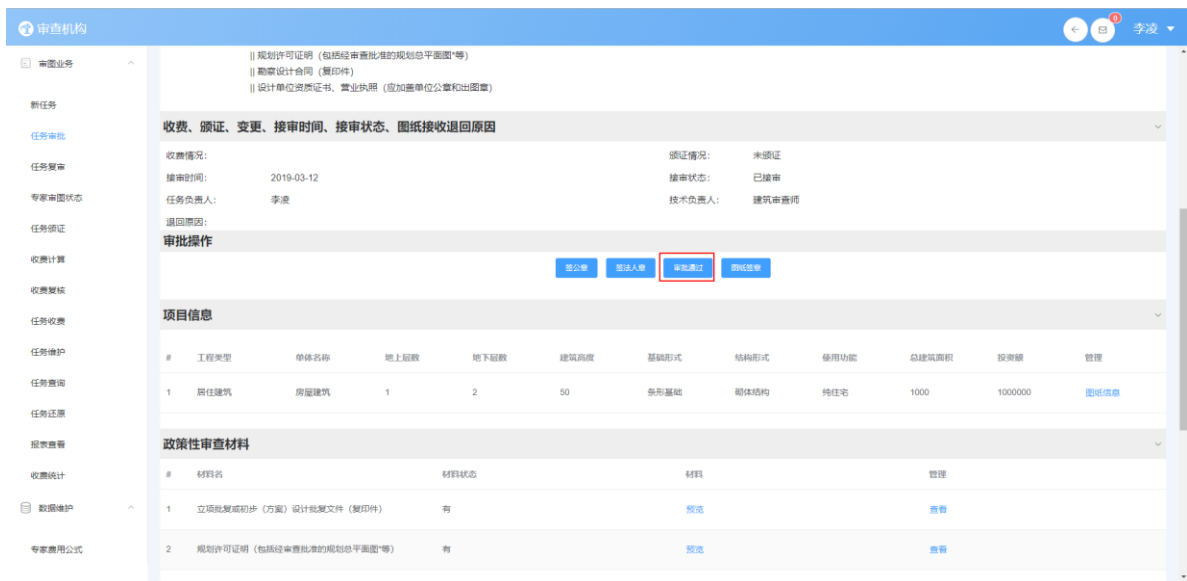 审查机构
0
李凌
审图业务
新任务
任务审批
任务复审
专家审图状态
任务颁证
收费计算
收费复核
任务收费
任务维护
任务查询
任务还原
报表查看
收费统计
数据维护
专家费用公式
|| 规划许可证明（包括经审查批准的规划总平面图"等）
|| 勘察设计合同（复印件）
|| 设计单位资质证书、营业执照（应加盖单位公章和出图章）
收费、颁证、变更、接审时间、接审状态、图纸接收退回原因
收费情况： 颁证情况： 未颁证
接审时间： 2019-03-12 接审状态： 已接审
任务负责人： 李凌 技术负责人： 建筑审查师
退回原因：
审批操作
签公章 签法人章 审批通过 图纸签章
项目信息
# 工程类型 单体名称 地上层数 地下层数 建筑高度 基础形式 结构形式 使用功能 总建筑面积 投资额 管理
1 居住建筑 房屋建筑 1 2 50 条形基础 砌体结构 纯住宅 1000 1000000 图纸信息
政策性审查材料
# 材料名 材料状态 材料 管理
1 立项批复或初步（方案）设计批复文件（复印件） 有 预览 查看
2 规划许可证明（包括经审查批准的规划总平面图"等） 有 预览 查看